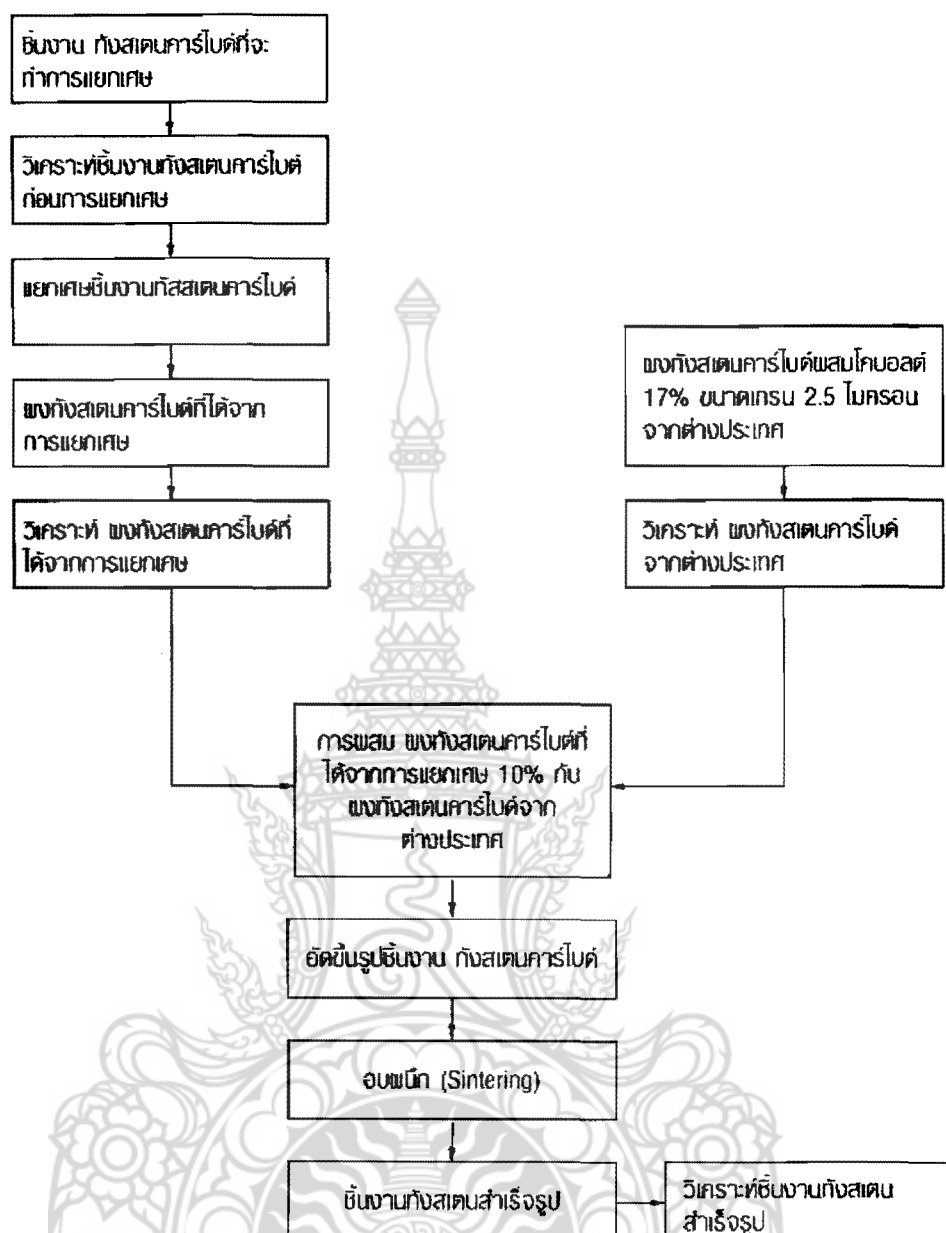 ชิ้นงาน ทังสเตนคาร์ไบด์ที่จะ
ทำการแยกเศษ
วิเคราะห์ชิ้นงานทังสเตนคาร์ไบด์
ก่อนการแยกเศษ
แยกเศษชิ้นงานทัสสเตนคาร์ไบด์
ผงทังสเตนคาร์ไบด์ที่ได้จาก
การแยกเศษ
วิเคราะห์ ผงทังสเตนคาร์ไบด์ที่
ได้จากการแยกเศษ
ผงทังสเตนคาร์ไบด์ผสมโคบอลต์
17% ขนาดเกรน 2.5 ไมครอน
จากต่างประเทศ
วิเคราะห์ ผงทังสเตนคาร์ไบด์
จากต่างประเทศ
การผสม ผงทังสเตนคาร์ไบด์ที่
ได้จากการแยกเศษ 10% กับ
ผงทังสเตนคาร์ไบด์จาก
ต่างประเทศ
อัดขึ้นรูปชิ้นงาน ทังสเตนคาร์ไบด์
อบผนึก (Sintering)
ชิ้นงานทังสเตนสำเร็จรูป
วิเคราะห์ชิ้นงานทังสเตน
สำเร็จรูป